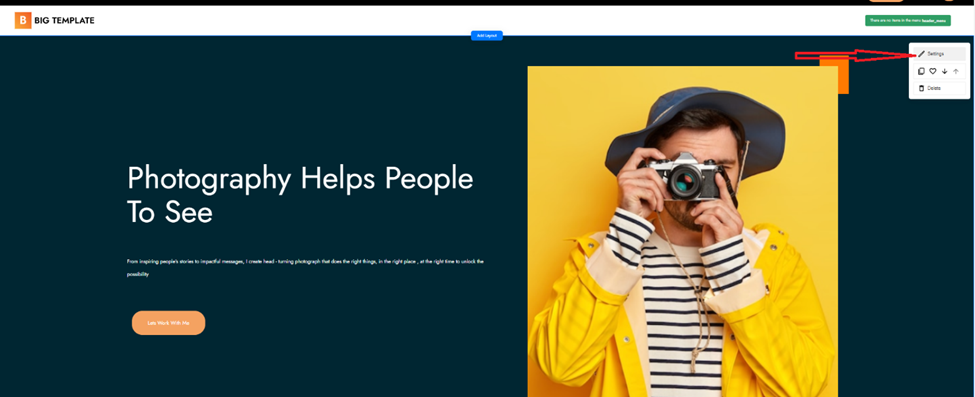 B BIG TEMPLATE
There are no items in the menu header_menu
Add Layout
Settings
Delete
Photography Helps People
To See
From inspiring people's stories to impactful messages, I create head - turning photograph that does the right things, in the right place , at the right time to unlock the
possibility
Lets Work With Me